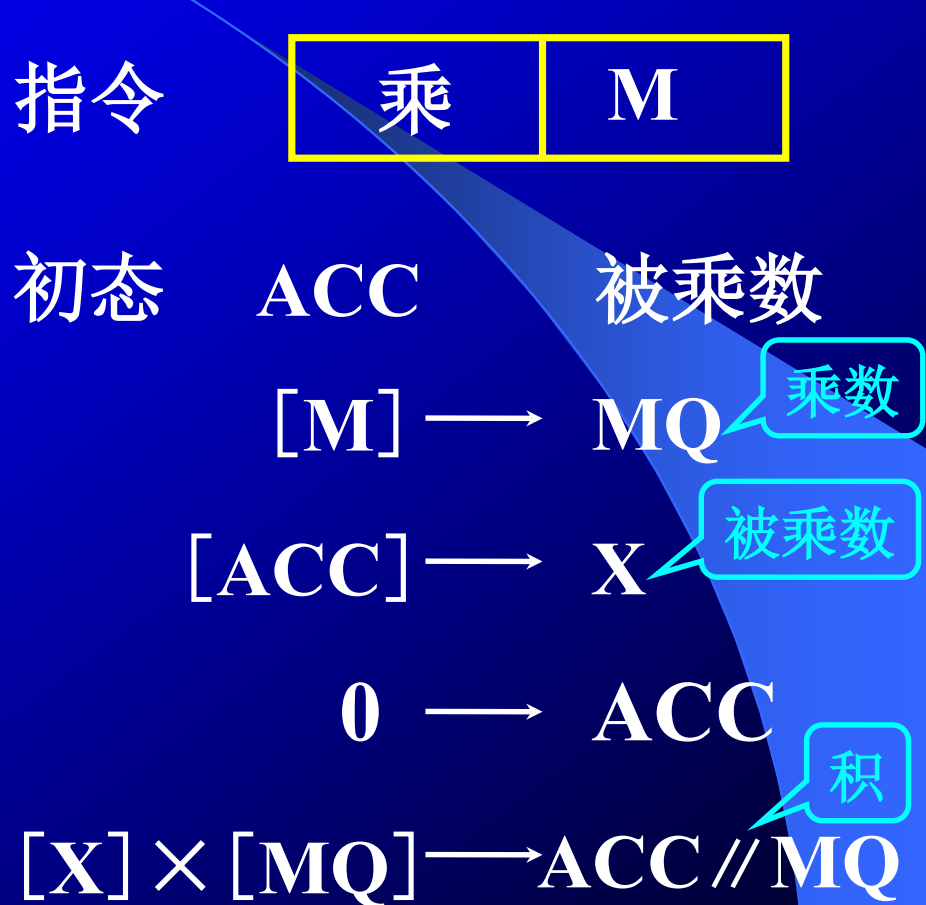 指令 乘 M
初态 ACC 被乘数
[M] → MQ 乘数
[ACC] → X 被乘数
0 → ACC
积
[X]×[MQ]→ACC∥MQ